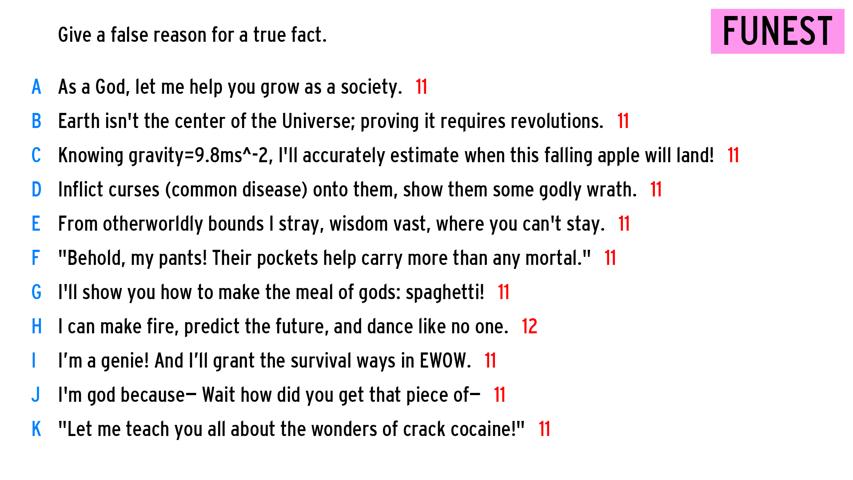 Give a false reason for a true fact.
FUNEST
A As a God, let me help you grow as a society. 11
B Earth isn't the center of the Universe; proving it requires revolutions. 11
C Knowing gravity=9.8ms^-2, I'll accurately estimate when this falling apple will land! 11
D Inflict curses (common disease) onto them, show them some godly wrath. 11
E From otherworldly bounds I stray, wisdom vast, where you can't stay. 11
F "Behold, my pants! Their pockets help carry more than any mortal." 11
G I'll show you how to make the meal of gods: spaghetti! 11
H I can make fire, predict the future, and dance like no one. 12
I I’m a genie! And I’ll grant the survival ways in EWOW. 11
J I'm god because— Wait how did you get that piece of— 11
K "Let me teach you all about the wonders of crack cocaine!" 11